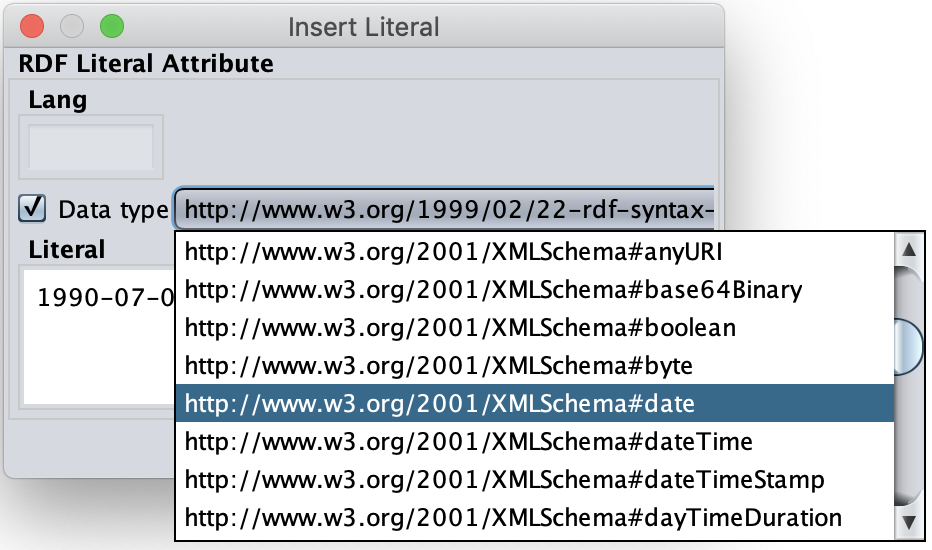 Insert Literal
RDF Literal Attribute
Lang
Data type http://www.w3.org/1999/02/22-rdf-syntax-
http://www.w3.org/2001/XMLSchema#anyURI
Literal
http://www.w3.org/2001/XMLSchema#base64Binary
1990-07-0
http://www.w3.org/2001/XMLSchema#boolean
http://www.w3.org/2001/XMLSchema#byte
http://www.w3.org/2001/XMLSchema#date
http://www.w3.org/2001/XMLSchema#dateTime
http://www.w3.org/2001/XMLSchema#dateTimeStamp
http://www.w3.org/2001/XMLSchema#dayTimeDuration